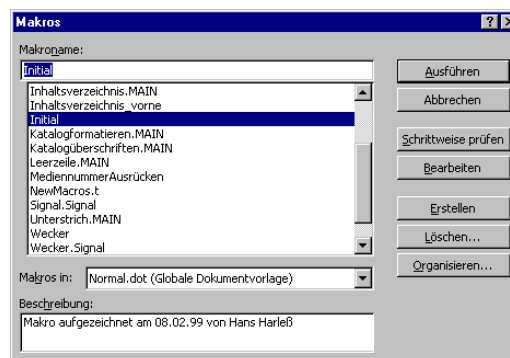 Makros
Makroname:
Initial
Inhaltsverzeichnis.MAIN
Inhaltsverzeichnis_vorne
Initial
Katalogformatieren.MAIN
Katalogüberschriften.MAIN
Leerzeile.MAIN
MediennummerAusrücken
NewMacros.t
Signal.Signal
Unterstrich.MAIN
Wecker
Wecker.Signal
Makros in: Normal.dot (Globale Dokumentvorlage)
Beschreibung:
Makro aufgezeichnet am 08.02.99 von Hans Harleß
Ausführen
Abbrechen
Schrittweise prüfen
Bearbeiten
Erstellen
Löschen...
Organisieren...